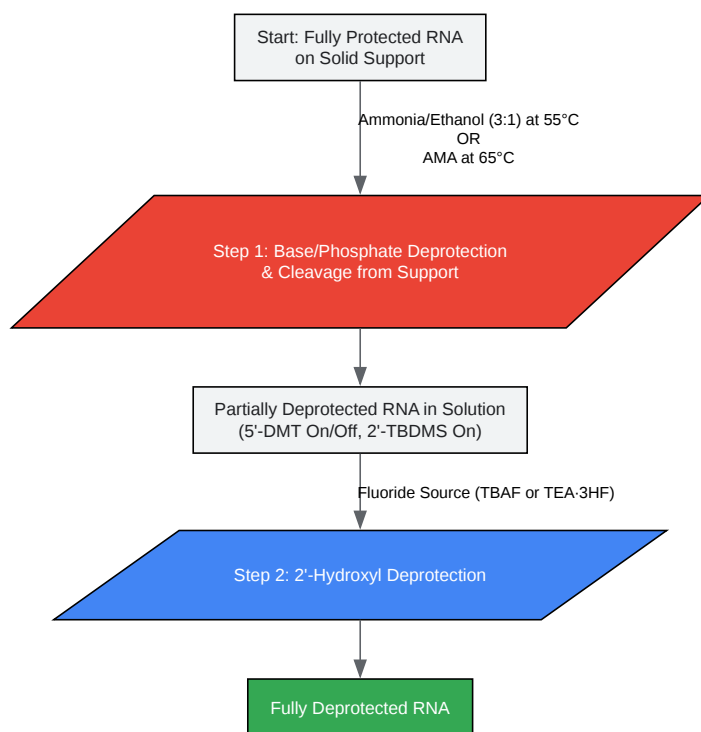 Start: Fully Protected RNA
on Solid Support
Ammonia/Ethanol (3:1) at 55°C
OR
AMA at 65°C
Step 1: Base/Phosphate Deprotection
& Cleavage from Support
Partially Deprotected RNA in Solution
(5'-DMT On/Off, 2'-TBDMS On)
Fluoride Source (TBAF or TEA·3HF)
Step 2: 2'-Hydroxyl Deprotection
Fully Deprotected RNA